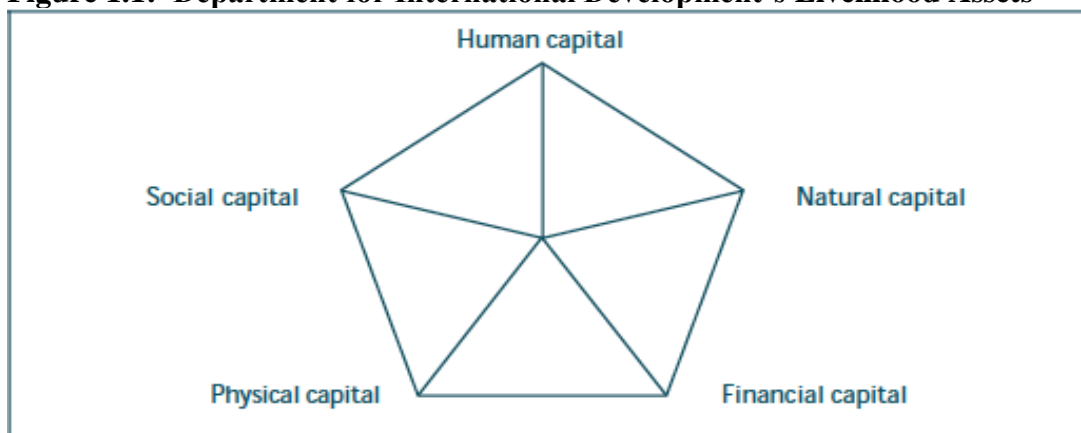 Figure 1.1: Department for International Development's Livelihood Assets
Human capital
Social capital
Natural capital
Physical capital
Financial capital